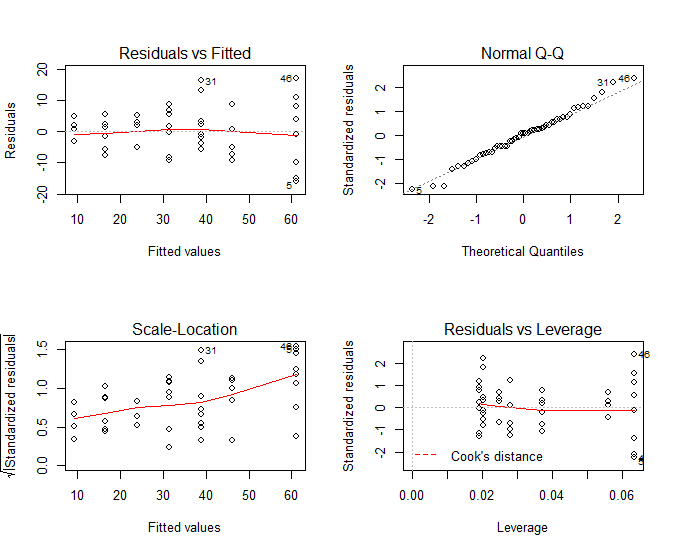 Residuals vs Fitted
Residuals
20
10
0
-10
-20
31
46
5
10 20 30 40 50 60
Fitted values
Normal Q-Q
Standardized residuals
2
1
0
-1
-2
31
46
5
-2 -1 0 1 2
Theoretical Quantiles
Scale-Location
√|Standardized residuals|
1.5
1.0
0.5
0.0
31
46
5
10 20 30 40 50 60
Fitted values
Residuals vs Leverage
Standardized residuals
2
1
0
-1
-2
46
5
Cook's distance
0.00 0.02 0.04 0.06
Leverage